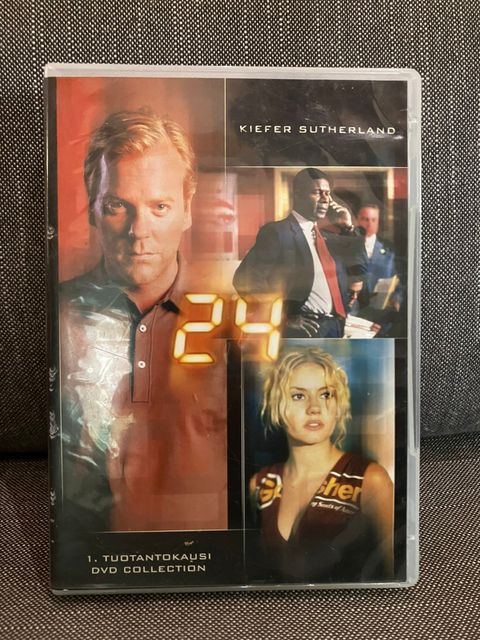 KIEFER SUTHERLAND
24
1. TUOTANTOKAUSI
DVD COLLECTION